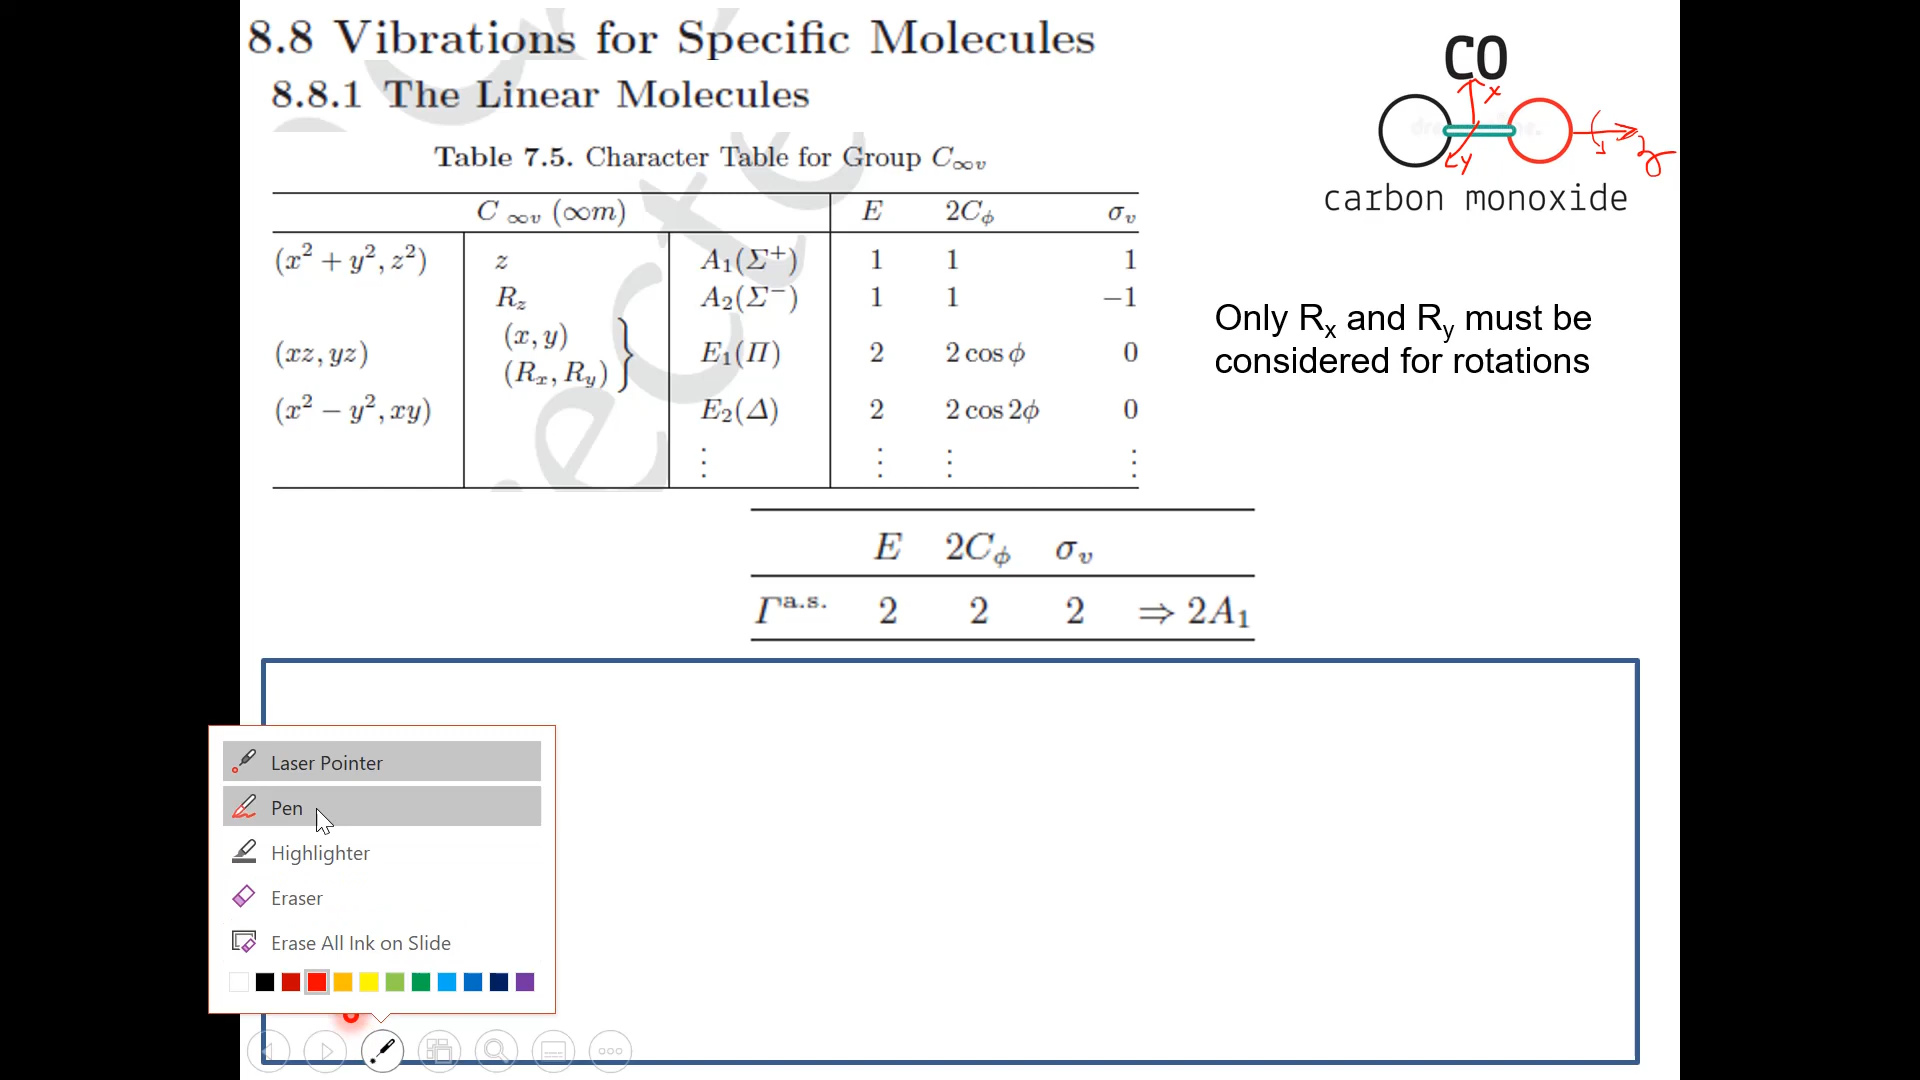 8.8 Vibrations for Specific Molecules
8.8.1 The Linear Molecules
CO
x
y
z
carbon monoxide
Table 7.5. Character Table for Group C∞v
C ∞v (∞m) E 2Cϕ σv
(x² + y², z²) z A₁(Σ⁺) 1 1 1
Rz A₂(Σ⁻) 1 1 −1
(xz, yz) (x, y) (Rx, Ry) } E₁(Π) 2 2 cos ϕ 0
(x² − y², xy) E₂(Δ) 2 2 cos 2ϕ 0
⋮ ⋮ ⋮ ⋮
Only Rx and Ry must be
considered for rotations
E 2Cϕ σv
Γa.s. 2 2 2 ⇒ 2A₁
Laser Pointer
Pen
Highlighter
Eraser
Erase All Ink on Slide